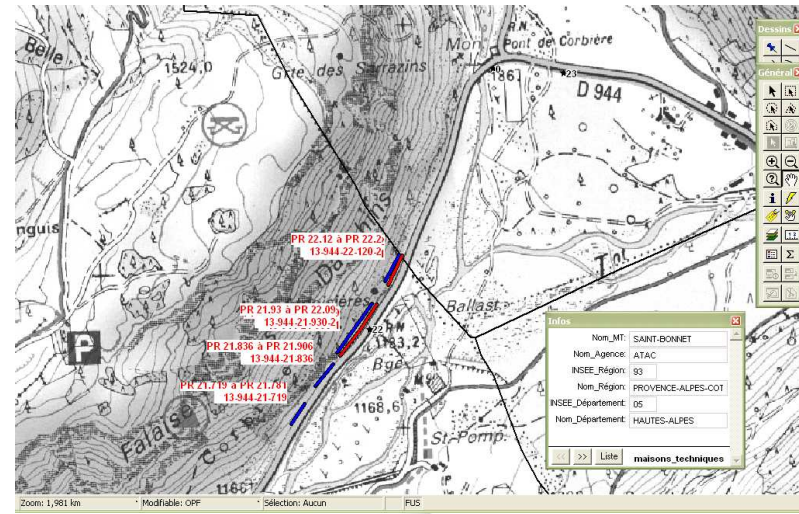 Belle
1524,0
Grte des Sarrazins
R.N.
Mont
Pont de Corbière
186
23
D 944
Dessins
Général
nguis
PR 22.12 à PR 22.2
13-944-22-120-2
PR 21.93 à PR 22.09
13-944-21-930-2
22
R N
1183,2
Ballast
PR 21.836 à PR 21.906
13-944-21-836
Bge
PR 21.719 à PR 21.781
13-944-21-719
P
Falaise
1168,6
St-Pomp.
1166
Infos
Nom_MT: SAINT-BONNET
Nom_Agence: ATAC
INSEE_Région: 93
Nom_Région: PROVENCE-ALPES-COT
INSEE_Département: 05
Nom_Département: HAUTES-ALPES
<< >> Liste maisons_techniques
Zoom: 1,981 km Modifiable: OPF Sélection: Aucun FUS